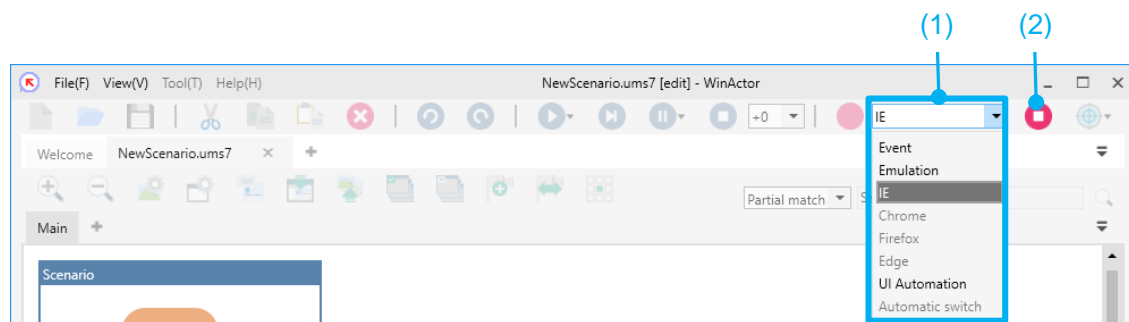 (1) (2)
File(F) View(V) Tool(T) Help(H) NewScenario.ums7 [edit] - WinActor
+0 IE
Welcome NewScenario.ums7
Event
Emulation
Partial match S
IE
Chrome
Main
Firefox
Edge
Scenario
UI Automation
Automatic switch